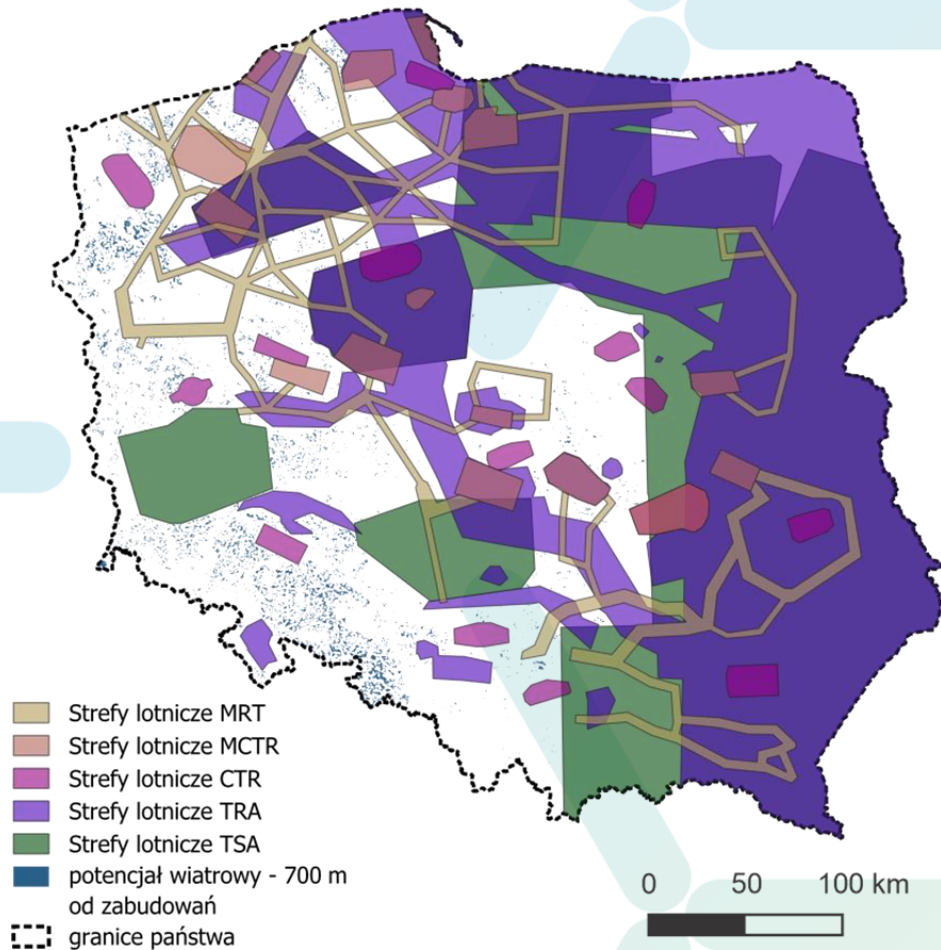 Strefy lotnicze MRT
Strefy lotnicze MCTR
Strefy lotnicze CTR
Strefy lotnicze TRA
Strefy lotnicze TSA
potencjał wiatrowy - 700 m
od zabudowań
granice państwa
0 50 100 km